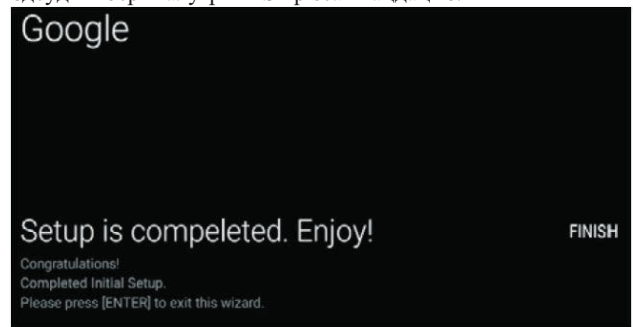 Google
Setup is compeleted. Enjoy!
FINISH
Congratulations!
Completed Initial Setup.
Please press [ENTER] to exit this wizard.